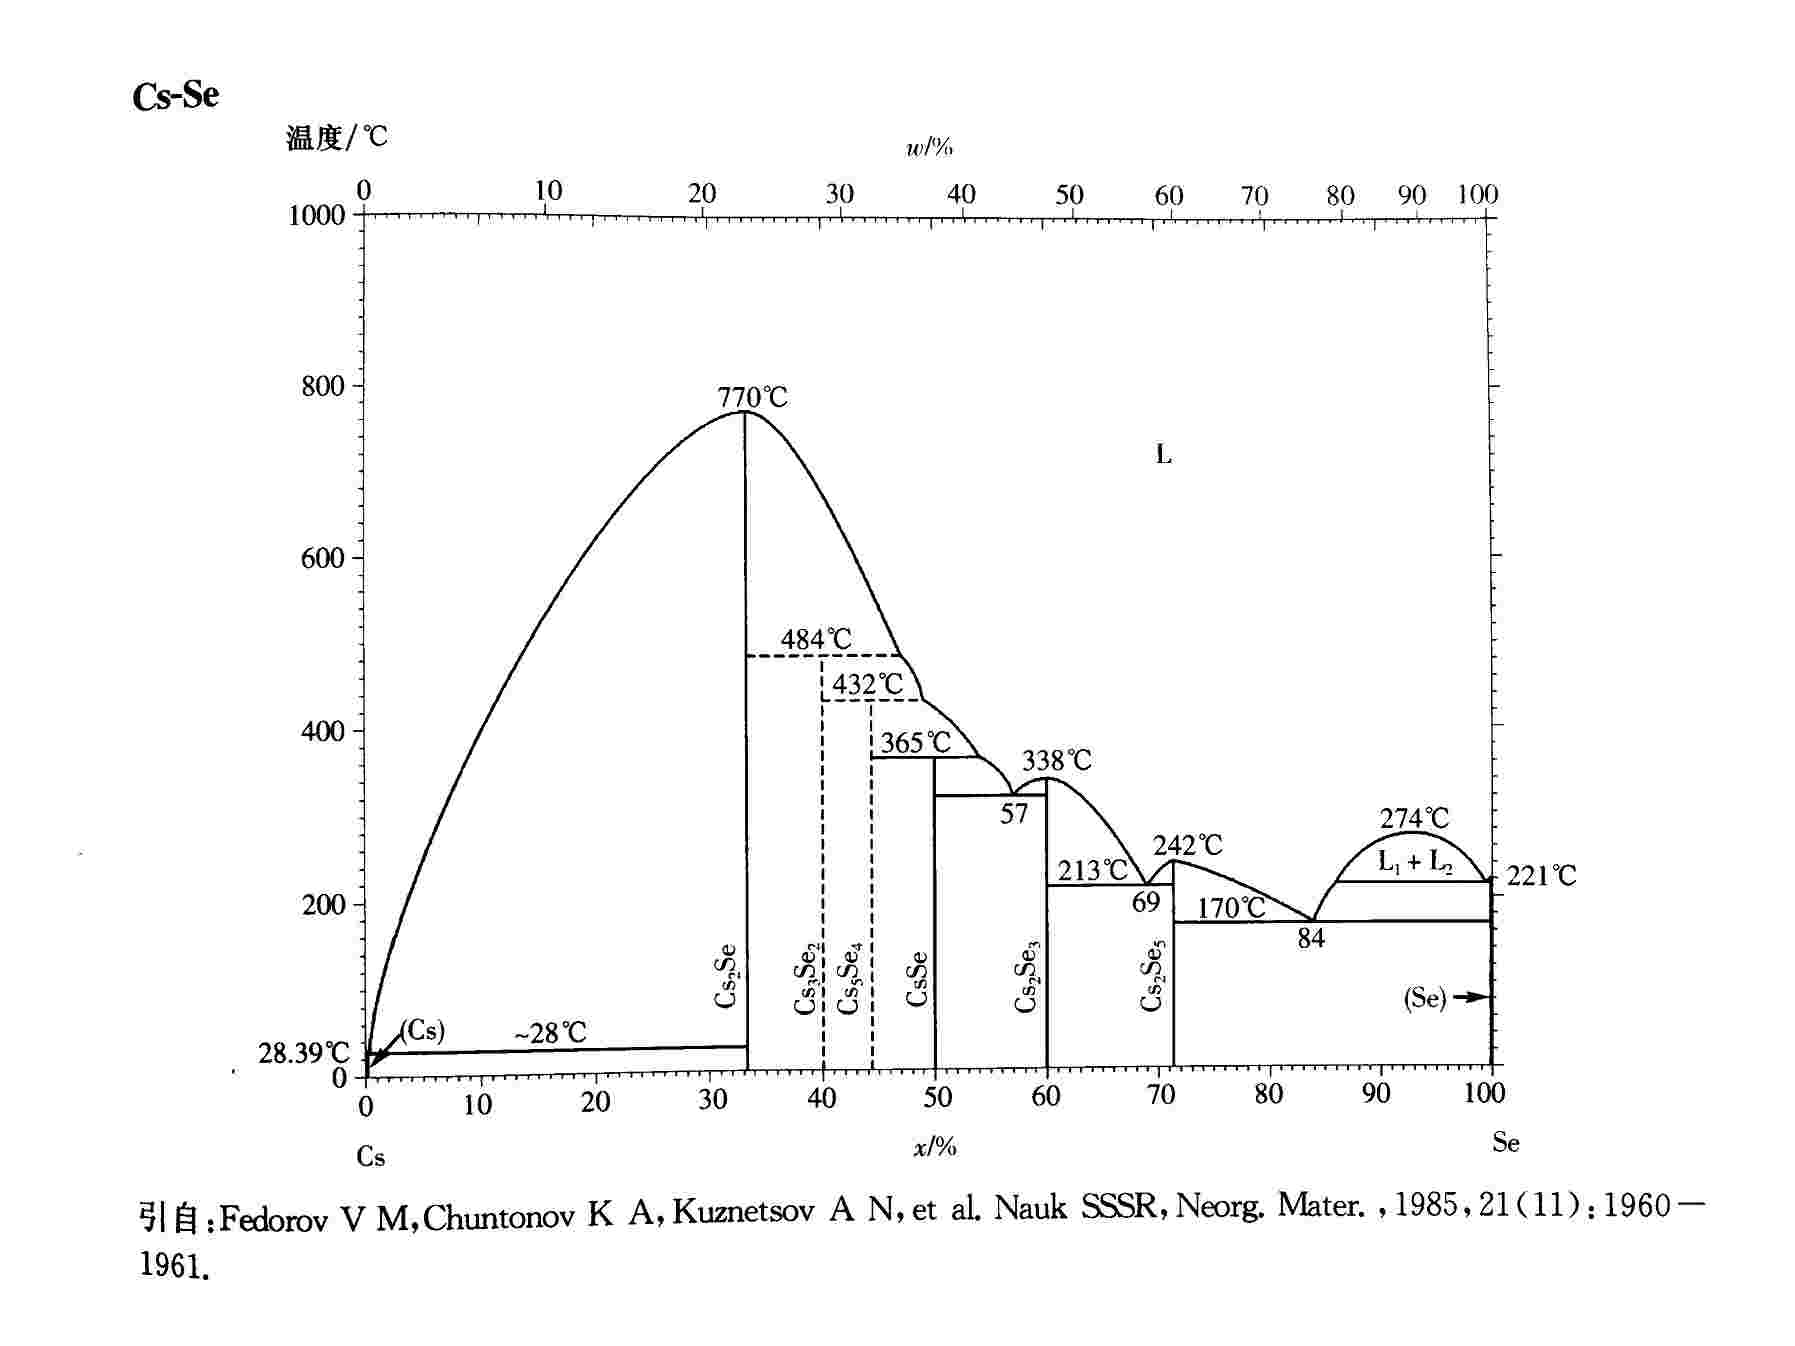 Cs-Se
温度/℃
w/%
0 10 20 30 40 50 60 70 80 90 100
1000
800
770℃
L
600
484℃
432℃
400
365℃
338℃
57
274℃
242℃
L₁ + L₂
213℃
221℃
200
69
170℃
84
Cs₂Se
Cs₃Se₂
Cs₅Se₄
CsSe
Cs₂Se₃
Cs₂Se₅
(Se)
(Cs)
~28℃
28.39℃
0
0 10 20 30 40 50 60 70 80 90 100
Cs
x/%
Se
引自:Fedorov V M,Chuntonov K A,Kuznetsov A N,et al. Nauk SSSR,Neorg. Mater. ,1985,21(11):1960—
1961.